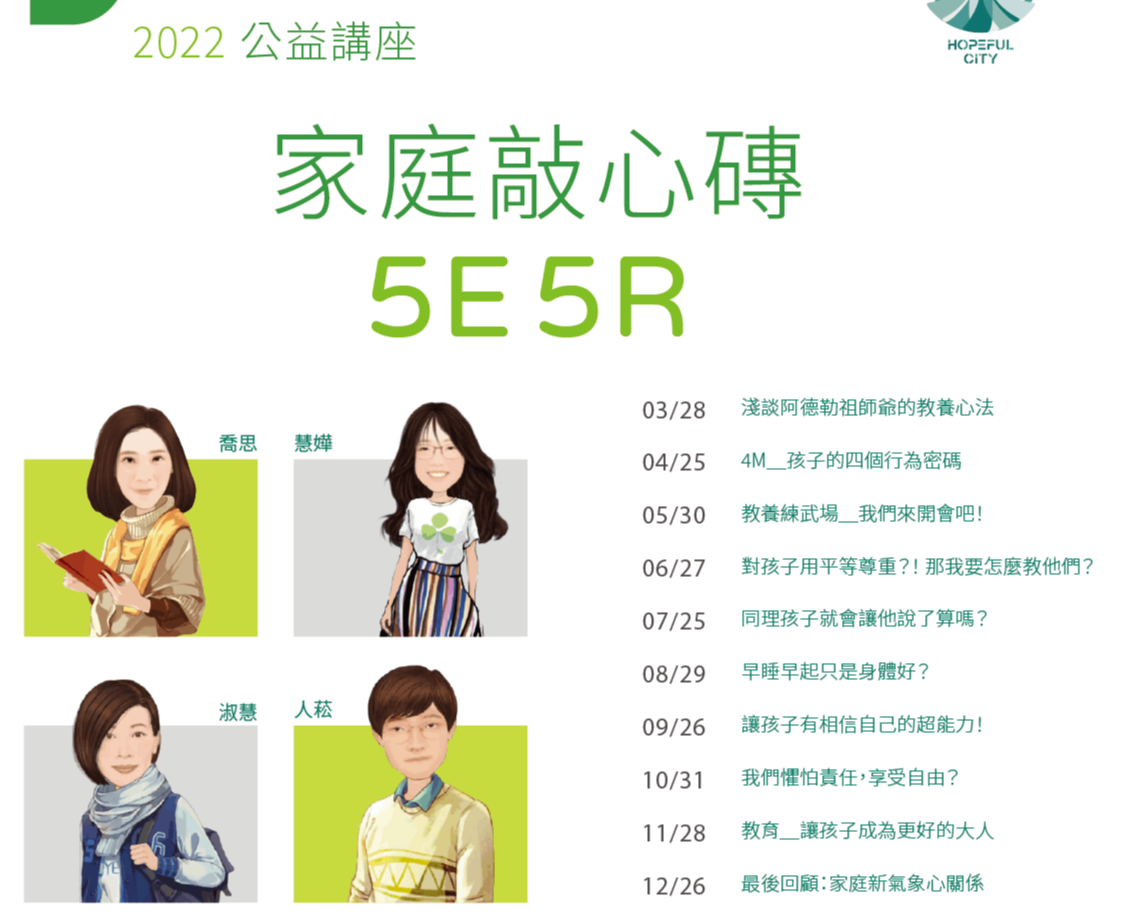 2022 公益講座
HOPEFUL
CITY
家庭敲心磚
5E 5R
喬思
慧嬅
淑慧
人菘
03/28 淺談阿德勒祖師爺的教養心法
04/25 4M__孩子的四個行為密碼
05/30 教養練武場__我們來開會吧!
06/27 對孩子用平等尊重?! 那我要怎麼教他們?
07/25 同理孩子就會讓他說了算嗎?
08/29 早睡早起只是身體好?
09/26 讓孩子有相信自己的超能力!
10/31 我們懼怕責任,享受自由?
11/28 教育__讓孩子成為更好的大人
12/26 最後回顧:家庭新氣象心關係